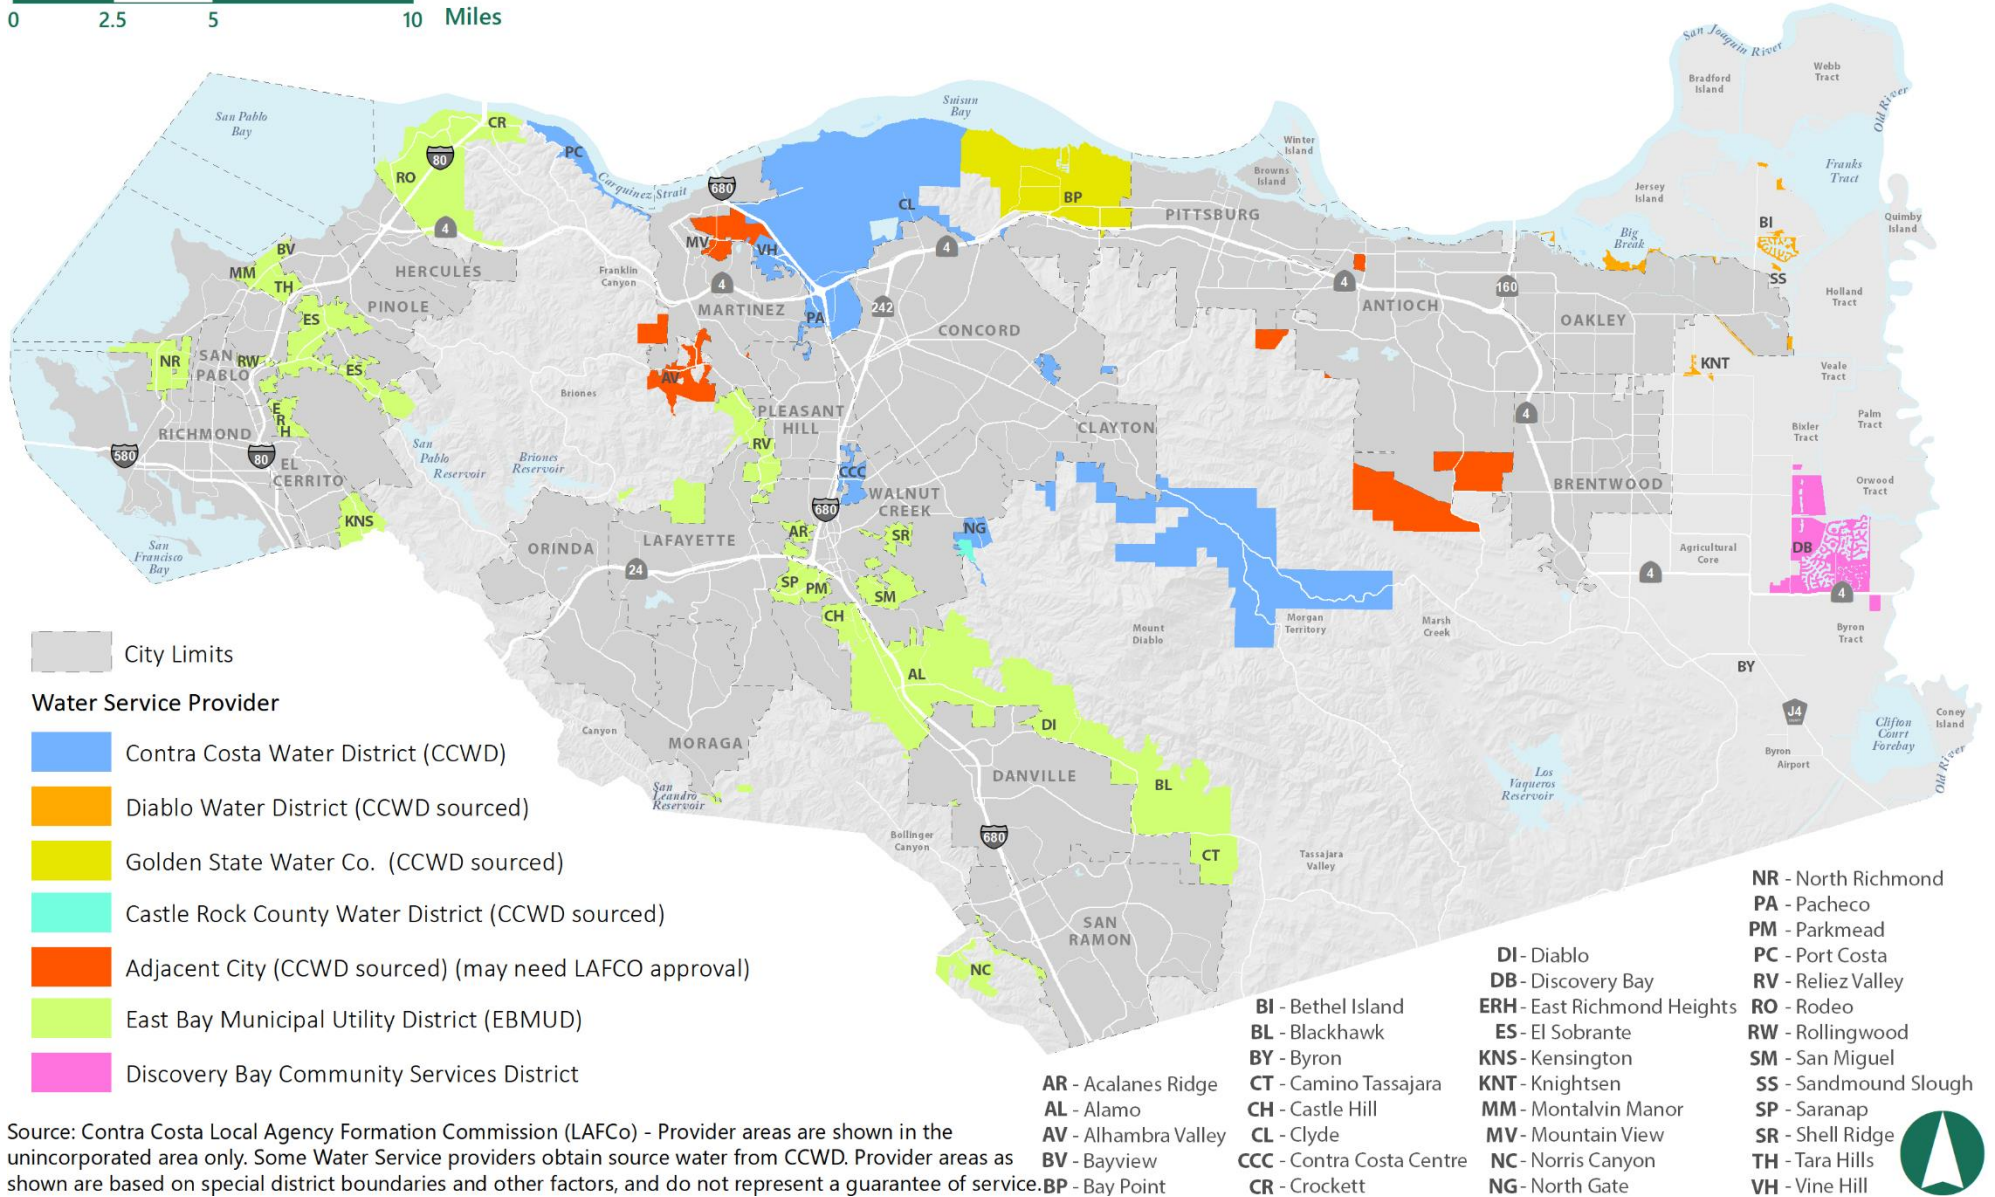 0 2.5 5 10 Miles
San Joaquin River
Webb
Tract
Bradford
Island
Old River
San Pablo
Bay
Suisun
Bay
CR
80
PC
RO
Carquinez Strait
680
Winter
Island
Browns
Island
Franks
Tract
Jersey
Island
BP
CL
PITTSBURG
BI
Quimby
Island
4
MV
VH
4
Big
Break
BV
MM
TH
HERCULES
Franklin
Canyon
4
4
160
SS
PINOLE
MARTINEZ
242
ANTIOCH
Holland
Tract
ES
PA
CONCORD
OAKLEY
NR
SAN
PABLO
RW
ES
AV
KNT
Veale
Tract
Briones
E
R
H
PLEASANT
HILL
CLAYTON
4
Palm
Tract
RICHMOND
RV
Bixler
Tract
580
80
San
Pablo
Reservoir
Briones
Reservoir
EL
CERRITO
CCC
WALNUT
CREEK
BRENTWOOD
Orwood
Tract
680
KNS
AR
SR
NG
San
Francisco
Bay
ORINDA
LAFAYETTE
Agricultural
Core
DB
24
SP
PM
SM
4
4
CH
Mount
Diablo
Morgan
Territory
Marsh
Creek
Byron
Tract
City Limits
AL
BY
Water Service Provider
DI
J4
Coney
Island
Canyon
MORAGA
Clifton
Court
Forebay
Contra Costa Water District (CCWD)
DANVILLE
Byron
Airport
Old River
San
Leandro
Reservoir
BL
Los
Vaqueros
Reservoir
Diablo Water District (CCWD sourced)
680
Bollinger
Canyon
CT
Tassajara
Valley
Golden State Water Co. (CCWD sourced)
Castle Rock County Water District (CCWD sourced)
SAN
RAMON
Adjacent City (CCWD sourced) (may need LAFCO approval)
NC
East Bay Municipal Utility District (EBMUD)
Discovery Bay Community Services District
AR - Acalanes Ridge
AL - Alamo
AV - Alhambra Valley
BV - Bayview
BP - Bay Point
BI - Bethel Island
BL - Blackhawk
BY - Byron
CT - Camino Tassajara
CH - Castle Hill
CL - Clyde
CCC - Contra Costa Centre
CR - Crockett
DI - Diablo
DB - Discovery Bay
ERH - East Richmond Heights
ES - El Sobrante
KNS - Kensington
KNT - Knightsen
MM - Montalvin Manor
MV - Mountain View
NC - Norris Canyon
NG - North Gate
NR - North Richmond
PA - Pacheco
PM - Parkmead
PC - Port Costa
RV - Reliez Valley
RO - Rodeo
RW - Rollingwood
SM - San Miguel
SS - Sandmound Slough
SP - Saranap
SR - Shell Ridge
TH - Tara Hills
VH - Vine Hill
Source: Contra Costa Local Agency Formation Commission (LAFCo) - Provider areas are shown in the
unincorporated area only. Some Water Service providers obtain source water from CCWD. Provider areas as
shown are based on special district boundaries and other factors, and do not represent a guarantee of service.